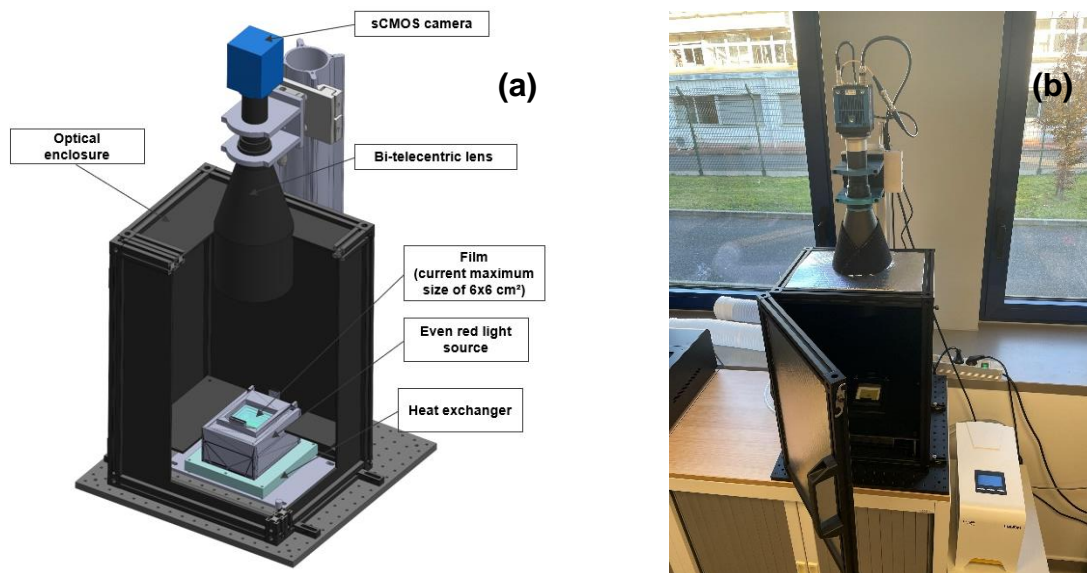 sCMOS camera
(a)
(b)
Optical
enclosure
Bi-telecentric lens
Film
(current maximum
size of 6x6 cm²)
Even red light
source
Heat exchanger